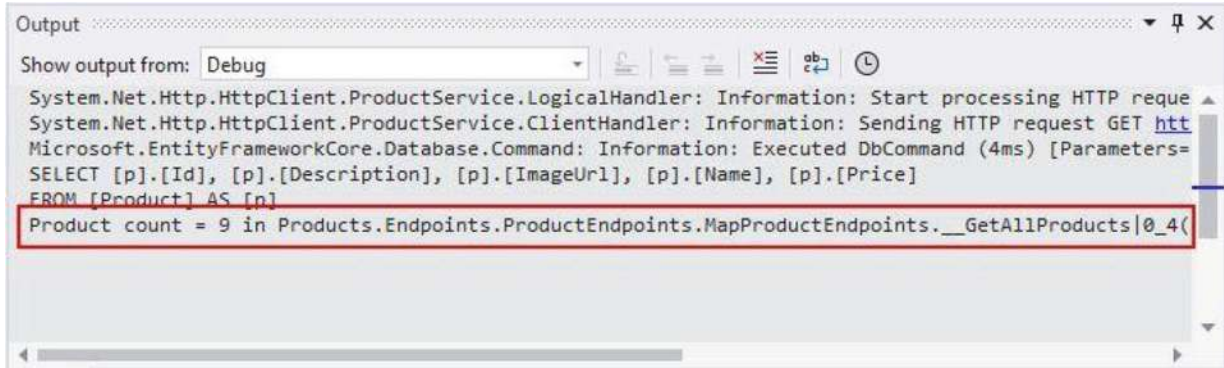 Output
Show output from: Debug
System.Net.Http.HttpClient.ProductService.LogicalHandler: Information: Start processing HTTP reque
System.Net.Http.HttpClient.ProductService.ClientHandler: Information: Sending HTTP request GET htt
Microsoft.EntityFrameworkCore.Database.Command: Information: Executed DbCommand (4ms) [Parameters=
SELECT [p].[Id], [p].[Description], [p].[ImageUrl], [p].[Name], [p].[Price]
FROM [Product] AS [p]
Product count = 9 in Products.Endpoints.ProductEndpoints.MapProductEndpoints.__GetAllProducts|0_4(